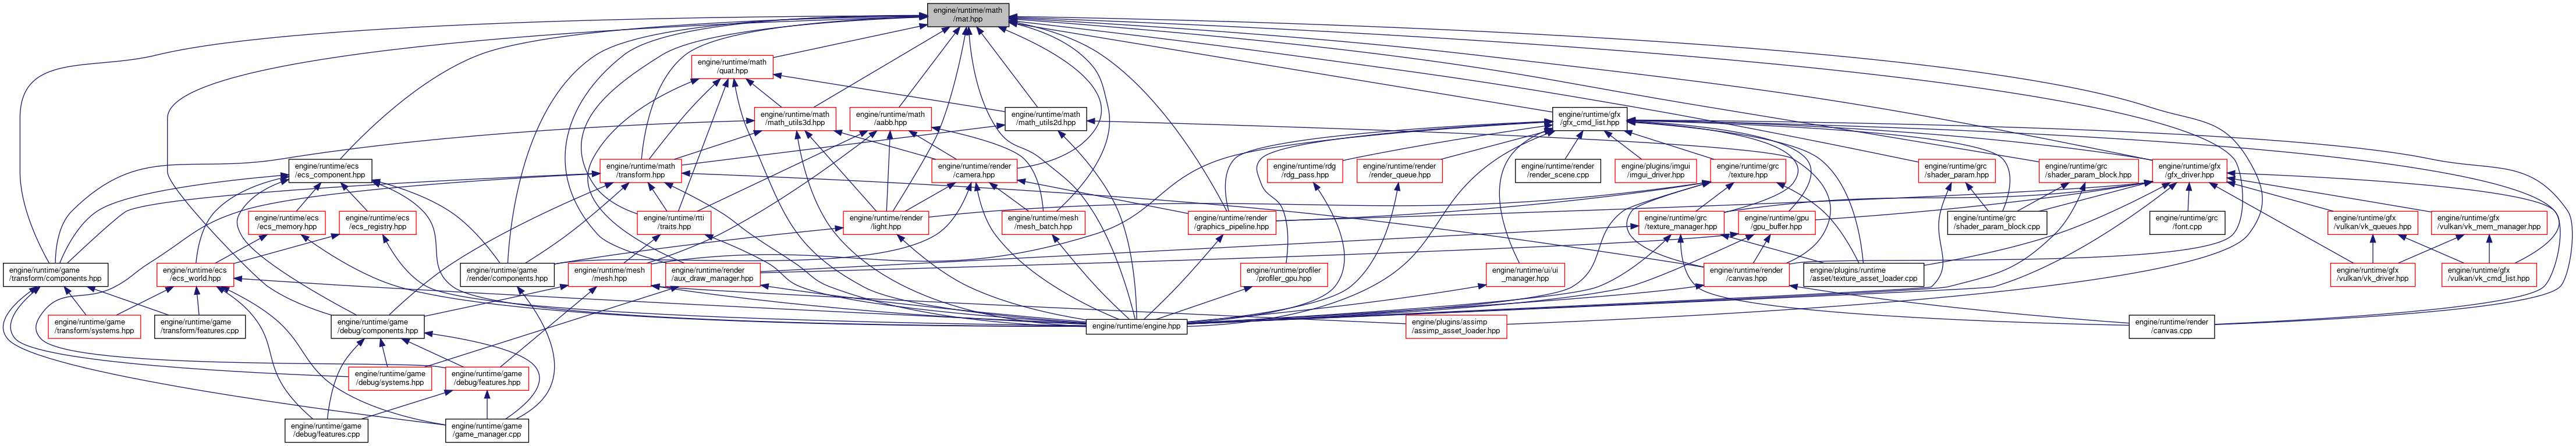 engine/runtime/math
/mat.hpp
engine/runtime/math
/quat.hpp
engine/runtime/math
/math_utils3d.hpp
engine/runtime/math
/aabb.hpp
engine/runtime/math
/math_utils2d.hpp
engine/runtime/gfx
/gfx_cmd_list.hpp
engine/runtime/ecs
/ecs_component.hpp
engine/runtime/math
/transform.hpp
engine/runtime/render
/camera.hpp
engine/runtime/rdg
/rdg_pass.hpp
engine/runtime/render
/render_queue.hpp
engine/runtime/render
/render_scene.cpp
engine/plugins/imgui
/imgui_driver.hpp
engine/runtime/grc
/texture.hpp
engine/runtime/grc
/shader_param.hpp
engine/runtime/grc
/shader_param_block.hpp
engine/runtime/gfx
/gfx_driver.hpp
engine/runtime/ecs
/ecs_memory.hpp
engine/runtime/ecs
/ecs_registry.hpp
engine/runtime/rtti
/traits.hpp
engine/runtime/render
/light.hpp
engine/runtime/mesh
/mesh_batch.hpp
engine/runtime/render
/graphics_pipeline.hpp
engine/runtime/grc
/texture_manager.hpp
engine/runtime/gpu
/gpu_buffer.hpp
engine/runtime/grc
/shader_param_block.cpp
engine/runtime/grc
/font.cpp
engine/runtime/gfx
/vulkan/vk_queues.hpp
engine/runtime/gfx
/vulkan/vk_mem_manager.hpp
engine/runtime/game
/transform/components.hpp
engine/runtime/ecs
/ecs_world.hpp
engine/runtime/game
/render/components.hpp
engine/runtime/mesh
/mesh.hpp
engine/runtime/render
/aux_draw_manager.hpp
engine/runtime/profiler
/profiler_gpu.hpp
engine/runtime/ui/ui
_manager.hpp
engine/runtime/render
/canvas.hpp
engine/plugins/runtime
/asset/texture_asset_loader.cpp
engine/runtime/gfx
/vulkan/vk_driver.hpp
engine/runtime/gfx
/vulkan/vk_cmd_list.hpp
engine/runtime/game
/transform/systems.hpp
engine/runtime/game
/transform/features.cpp
engine/runtime/game
/debug/components.hpp
engine/runtime/engine.hpp
engine/plugins/assimp
/assimp_asset_loader.hpp
engine/runtime/render
/canvas.cpp
engine/runtime/game
/debug/systems.hpp
engine/runtime/game
/debug/features.hpp
engine/runtime/game
/debug/features.cpp
engine/runtime/game
/game_manager.cpp